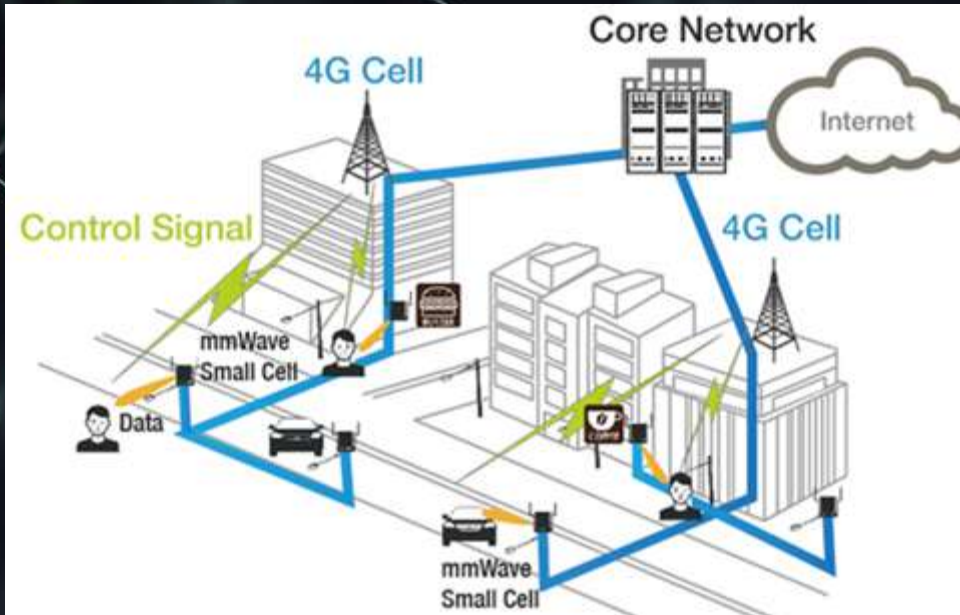 Core Network
4G Cell
Internet
Control Signal
4G Cell
mmWave
Small Cell
Data
mmWave
Small Cell